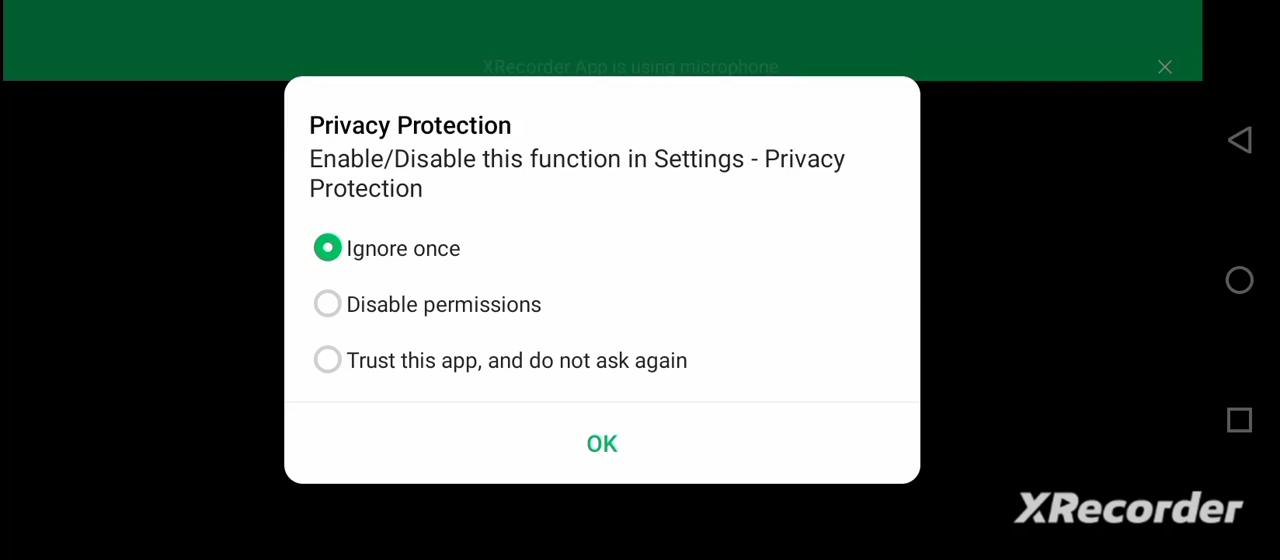 XRecorder App is using microphone
Privacy Protection
Enable/Disable this function in Settings - Privacy
Protection
Ignore once
Disable permissions
Trust this app, and do not ask again
OK
XRecorder